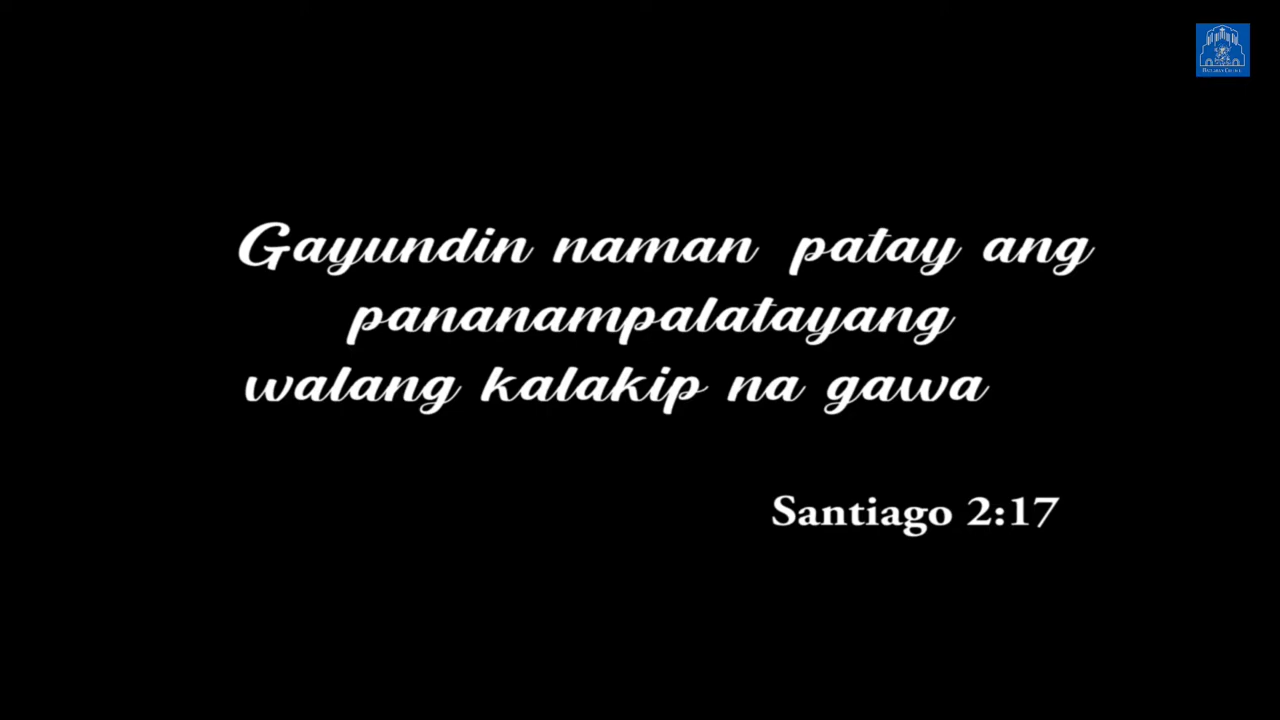 Gayundin naman patay ang
pananampalatayang
walang kalakip na gawa
Santiago 2:17